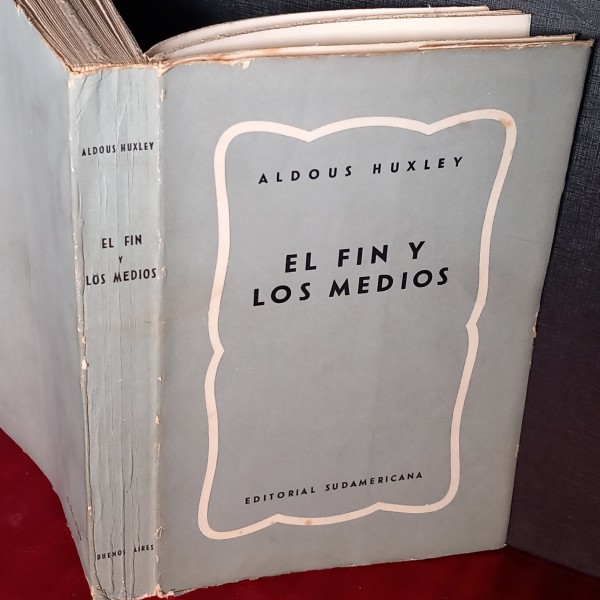 ALDOUS HUXLEY
EL FIN
Y
LOS MEDIOS
BUENOS AIRES
ALDOUS HUXLEY
EL FIN Y
LOS MEDIOS
EDITORIAL SUDAMERICANA